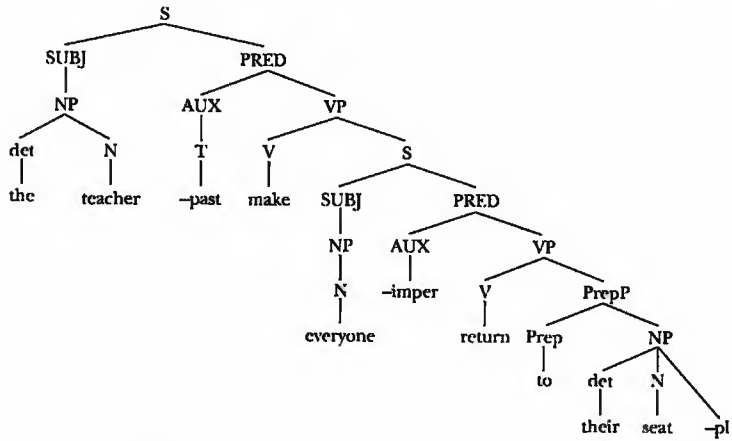 S
SUBJ PRED
NP AUX VP
det N T V S
the teacher –past make SUBJ PRED
NP AUX VP
N –imper V PrepP
everyone return Prep NP
to det N
their seat –pl